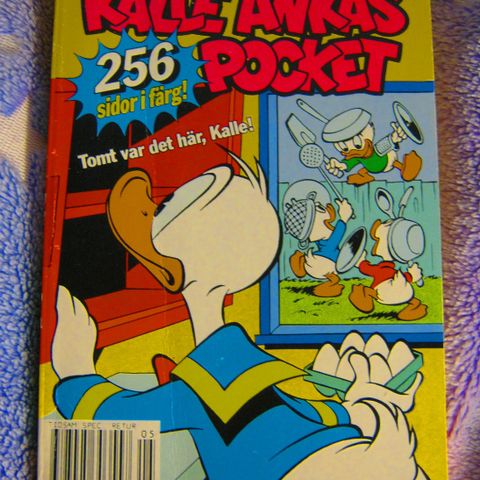 KALLE ANKAS
POCKET
256
sidor i färg!
Tomt var det här, Kalle!
TIDSAM SPEC RETUR 05